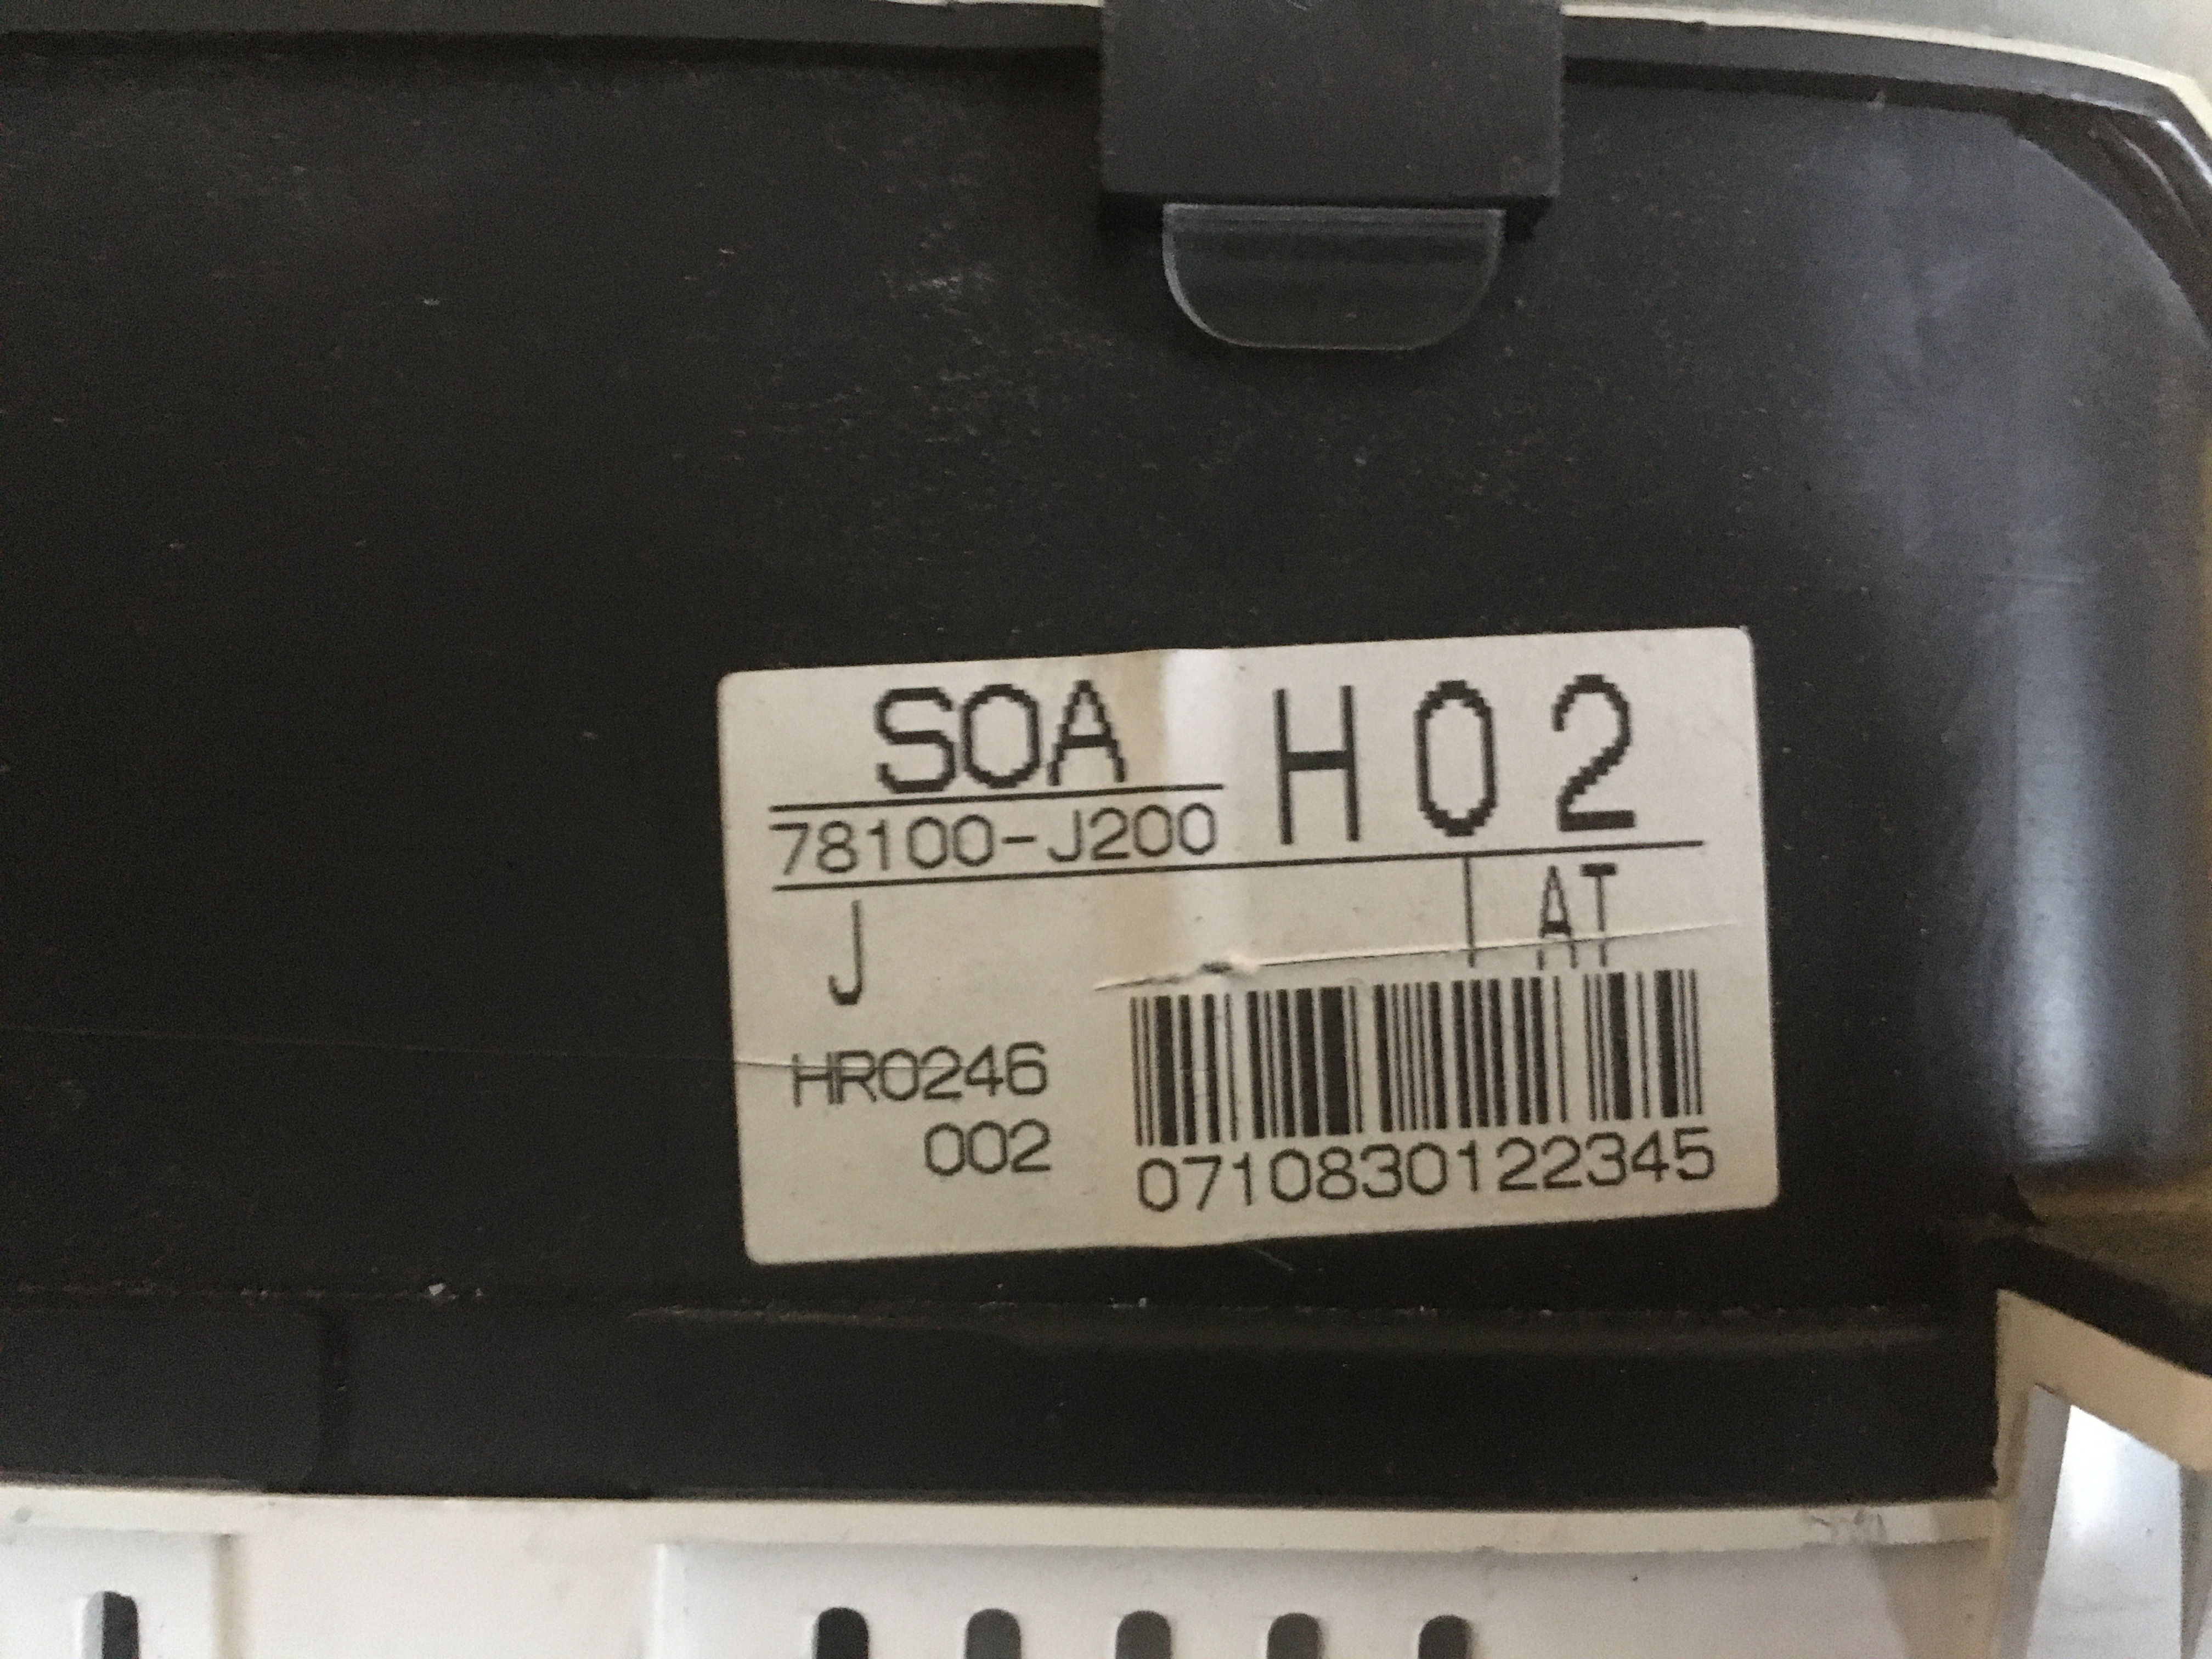 SOA H02
78100-J200
J I AT
HR0246
002
0710830122345